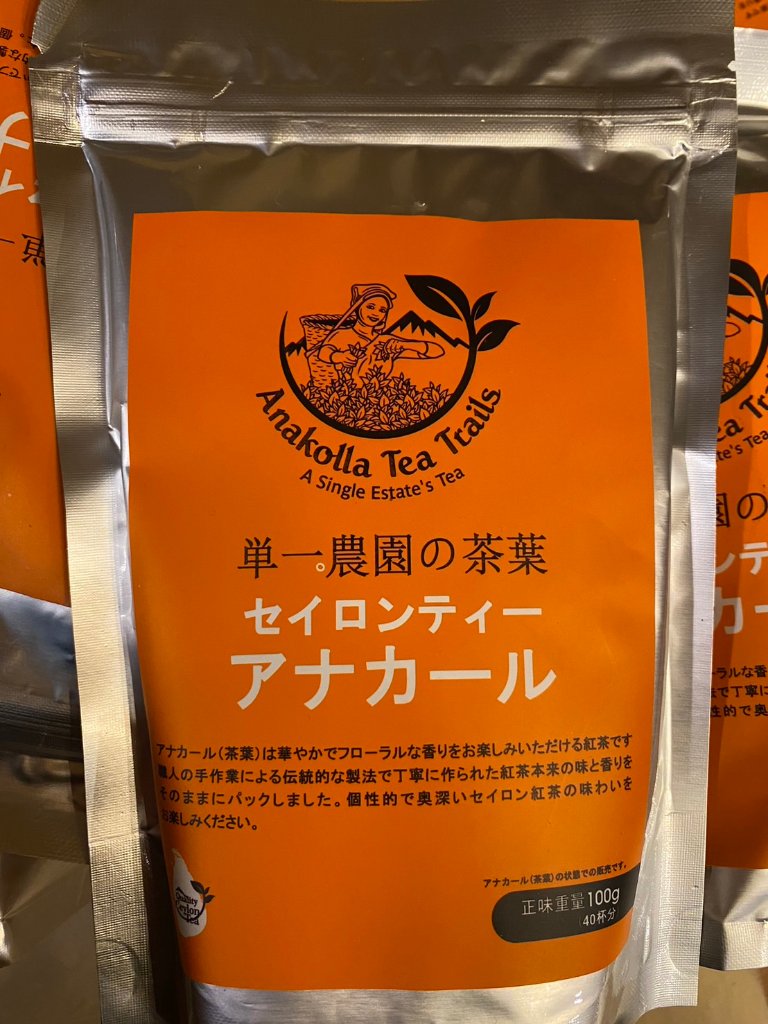 Anakolla Tea Trails
A Single Estate's Tea
単一農園の茶葉
セイロンティー
アナカール
アナカール(茶葉)は華やかでフローラルな香りをお楽しみいただける紅茶です
職人の手作業による伝統的な製法で丁寧に作られた紅茶本来の味と香りを
そのままにパックしました。個性的で奥深いセイロン紅茶の味わいを
お楽しみください。
アナカール(茶葉)の状態での販売です。
正味重量100g
(40杯分)
Quality
Ceylon
Tea